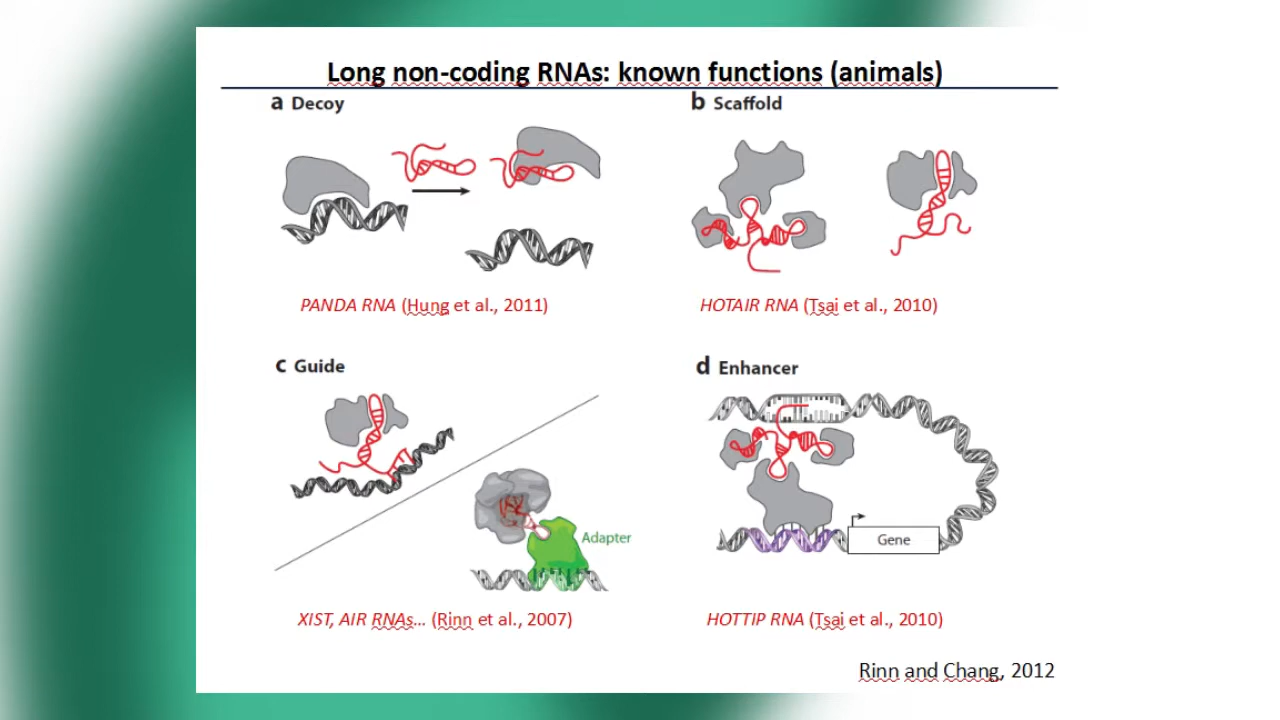 Long non-coding RNAs: known functions (animals)
a Decoy
b Scaffold
PANDA RNA (Hung et al., 2011)
HOTAIR RNA (Tsai et al., 2010)
c Guide
d Enhancer
Adapter
Gene
XIST, AIR RNAs... (Rinn et al., 2007)
HOTTIP RNA (Tsai et al., 2010)
Rinn and Chang, 2012